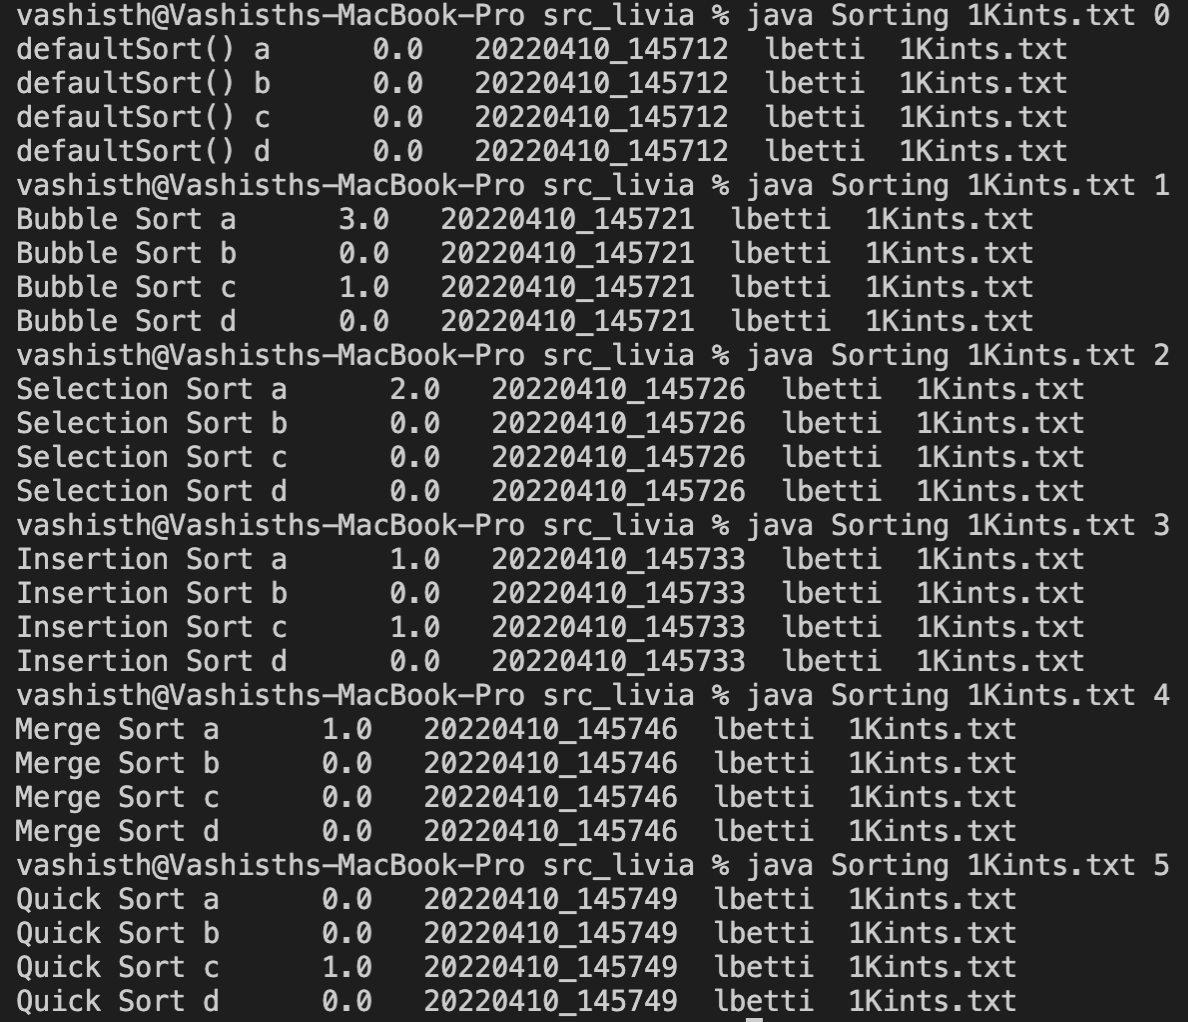 vashisth@Vashisths-MacBook-Pro src_livia % java Sorting 1Kints.txt 0
defaultSort() a      0.0   20220410_145712  lbetti  1Kints.txt
defaultSort() b      0.0   20220410_145712  lbetti  1Kints.txt
defaultSort() c      0.0   20220410_145712  lbetti  1Kints.txt
defaultSort() d      0.0   20220410_145712  lbetti  1Kints.txt
vashisth@Vashisths-MacBook-Pro src_livia % java Sorting 1Kints.txt 1
Bubble Sort a      3.0   20220410_145721  lbetti  1Kints.txt
Bubble Sort b      0.0   20220410_145721  lbetti  1Kints.txt
Bubble Sort c      1.0   20220410_145721  lbetti  1Kints.txt
Bubble Sort d      0.0   20220410_145721  lbetti  1Kints.txt
vashisth@Vashisths-MacBook-Pro src_livia % java Sorting 1Kints.txt 2
Selection Sort a      2.0   20220410_145726  lbetti  1Kints.txt
Selection Sort b      0.0   20220410_145726  lbetti  1Kints.txt
Selection Sort c      0.0   20220410_145726  lbetti  1Kints.txt
Selection Sort d      0.0   20220410_145726  lbetti  1Kints.txt
vashisth@Vashisths-MacBook-Pro src_livia % java Sorting 1Kints.txt 3
Insertion Sort a      1.0   20220410_145733  lbetti  1Kints.txt
Insertion Sort b      0.0   20220410_145733  lbetti  1Kints.txt
Insertion Sort c      1.0   20220410_145733  lbetti  1Kints.txt
Insertion Sort d      0.0   20220410_145733  lbetti  1Kints.txt
vashisth@Vashisths-MacBook-Pro src_livia % java Sorting 1Kints.txt 4
Merge Sort a      1.0   20220410_145746  lbetti  1Kints.txt
Merge Sort b      0.0   20220410_145746  lbetti  1Kints.txt
Merge Sort c      0.0   20220410_145746  lbetti  1Kints.txt
Merge Sort d      0.0   20220410_145746  lbetti  1Kints.txt
vashisth@Vashisths-MacBook-Pro src_livia % java Sorting 1Kints.txt 5
Quick Sort a      0.0   20220410_145749  lbetti  1Kints.txt
Quick Sort b      0.0   20220410_145749  lbetti  1Kints.txt
Quick Sort c      1.0   20220410_145749  lbetti  1Kints.txt
Quick Sort d      0.0   20220410_145749  lbetti  1Kints.txt